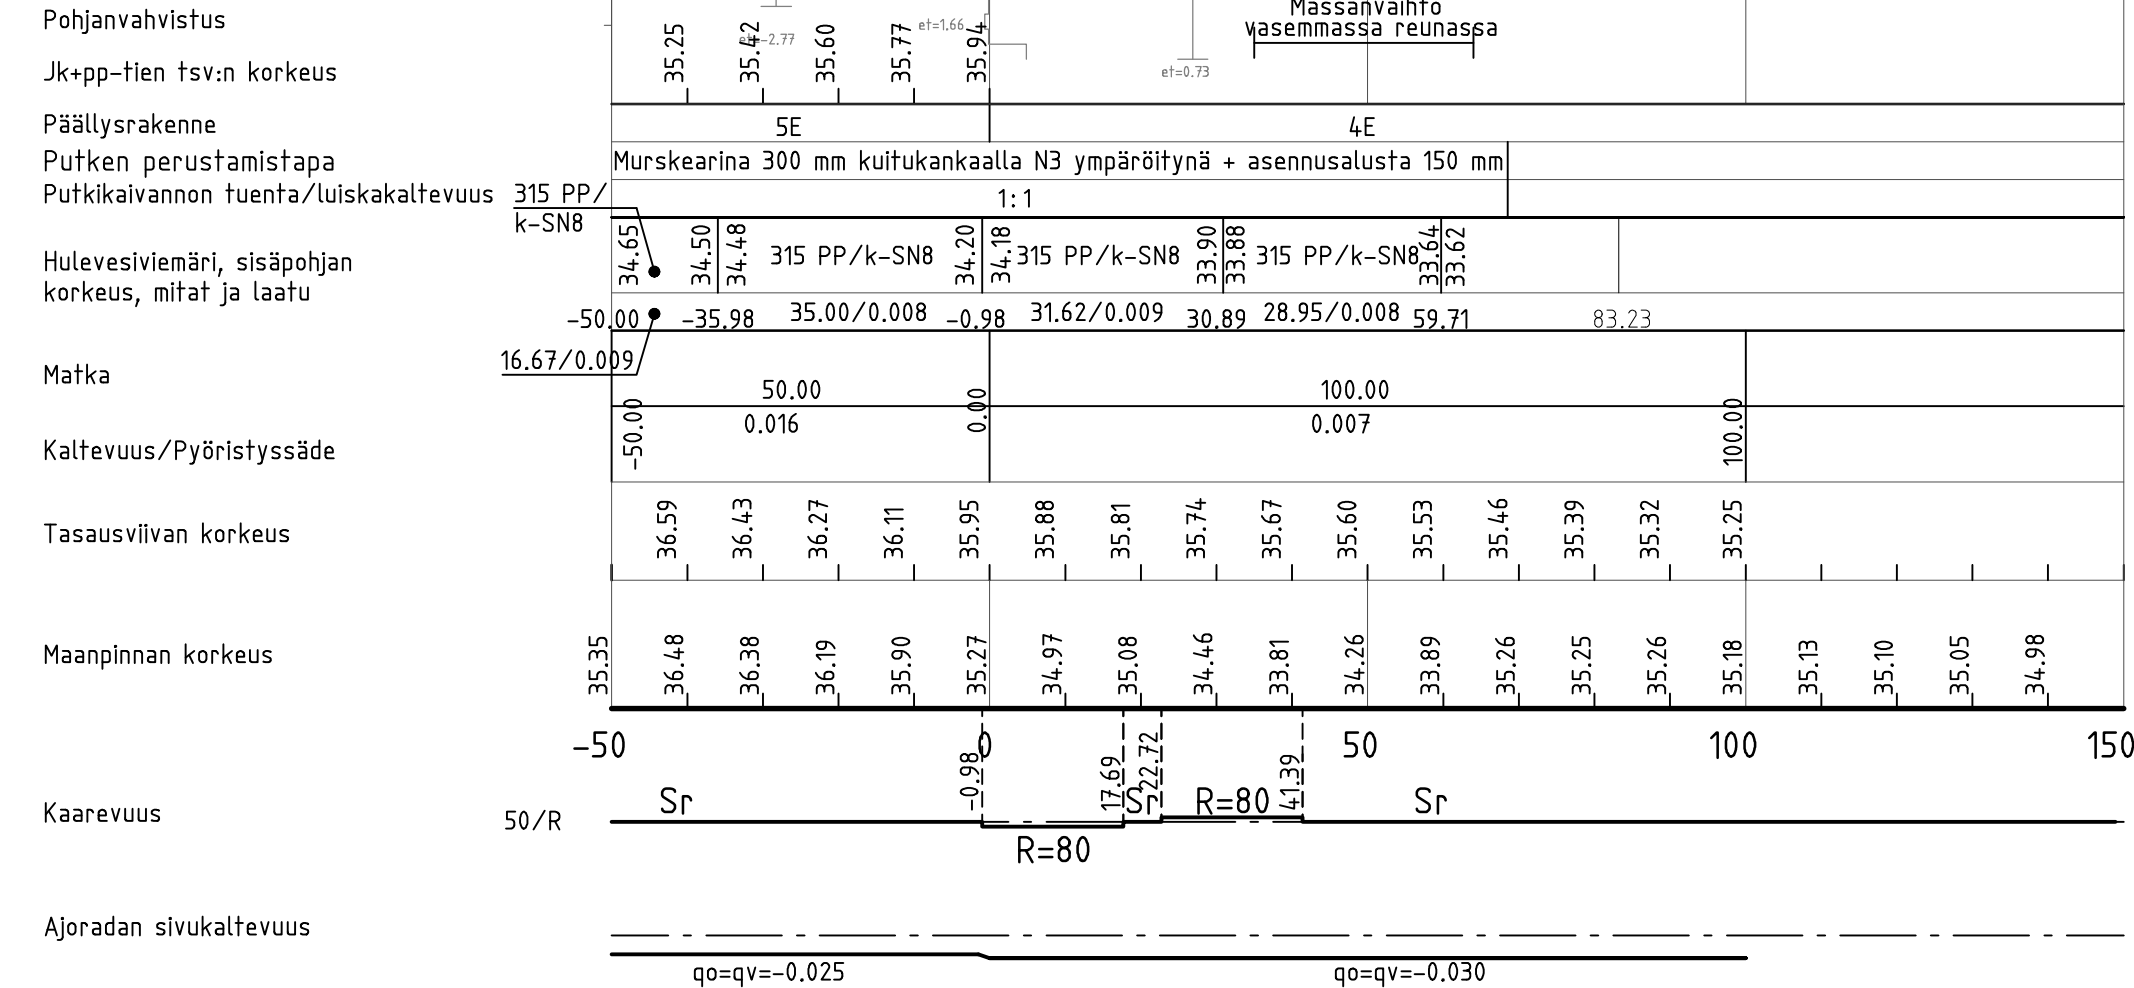 Pohjanvahvistus
et=-2.77
et=1.66
et=0.73
Massanvaihto
vasemmassa reunassa
Jk+pp-tien tsv:n korkeus
35.25 35.42 35.60 35.77 35.94
Päällysrakenne
5E 4E
Putken perustamistapa
Murskearina 300 mm kuitukankaalla N3 ympäröitynä + asennusalusta 150 mm
Putkikaivannon tuenta/luiskakaltevuus
1:1
315 PP/
k-SN8
Hulevesiviemäri, sisäpohjan
korkeus, mitat ja laatu
34.65 34.50 34.48 315 PP/k-SN8 34.20 34.18 315 PP/k-SN8 33.90 33.88 315 PP/k-SN8 33.64 33.62
-50.00 -35.98 35.00/0.008 -0.98 31.62/0.009 30.89 28.95/0.008 59.71 83.23
16.67/0.009
Matka
50.00 100.00
-50.00 0.00 100.00
0.016 0.007
Kaltevuus/Pyöristyssäde
Tasausviivan korkeus
36.59 36.43 36.27 36.11 35.95 35.88 35.81 35.74 35.67 35.60 35.53 35.46 35.39 35.32 35.25
Maanpinnan korkeus
35.35 36.48 36.38 36.19 35.90 35.27 34.97 35.08 34.46 33.81 34.26 33.89 35.26 35.25 35.26 35.18 35.13 35.10 35.05 34.98
-50 0 50 100 150
-0.98 17.69 22.72 41.39
Kaarevuus
50/R
Sr Sr R=80 Sr
R=80
Ajoradan sivukaltevuus
qo=qv=-0.025 qo=qv=-0.030